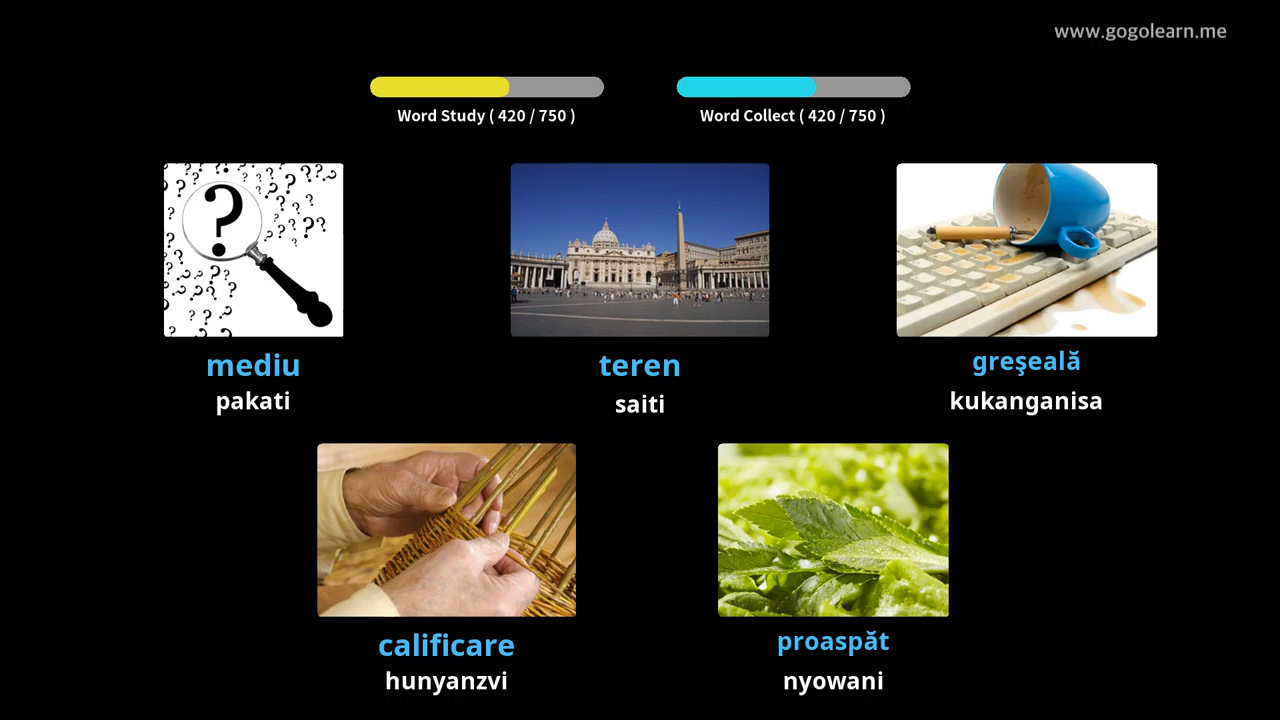 www.gogolearn.me
Word Study ( 420 / 750 )
Word Collect ( 420 / 750 )
mediu
pakati
teren
saiti
greşeală
kukanganisa
calificare
hunyanzvi
proaspăt
nyowani